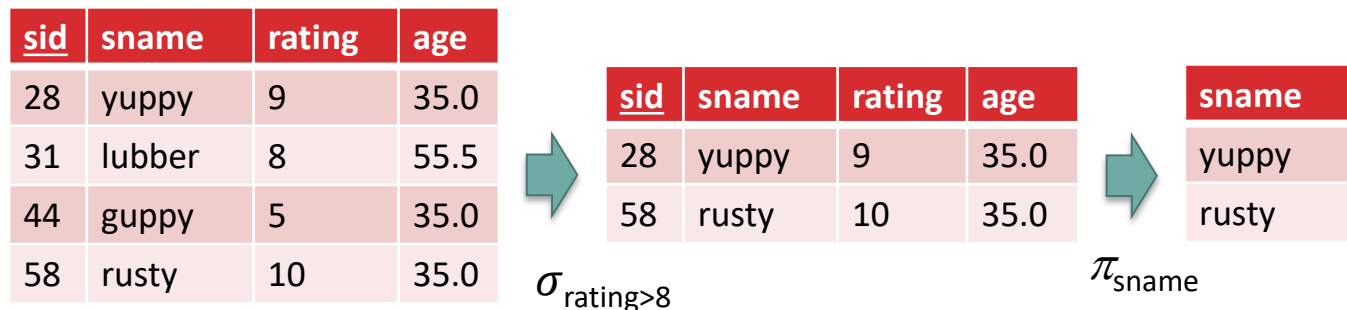 sid sname rating age
28 yuppy 9 35.0
31 lubber 8 55.5
44 guppy 5 35.0
58 rusty 10 35.0
σrating>8
sid sname rating age
28 yuppy 9 35.0
58 rusty 10 35.0
πsname
sname
yuppy
rusty